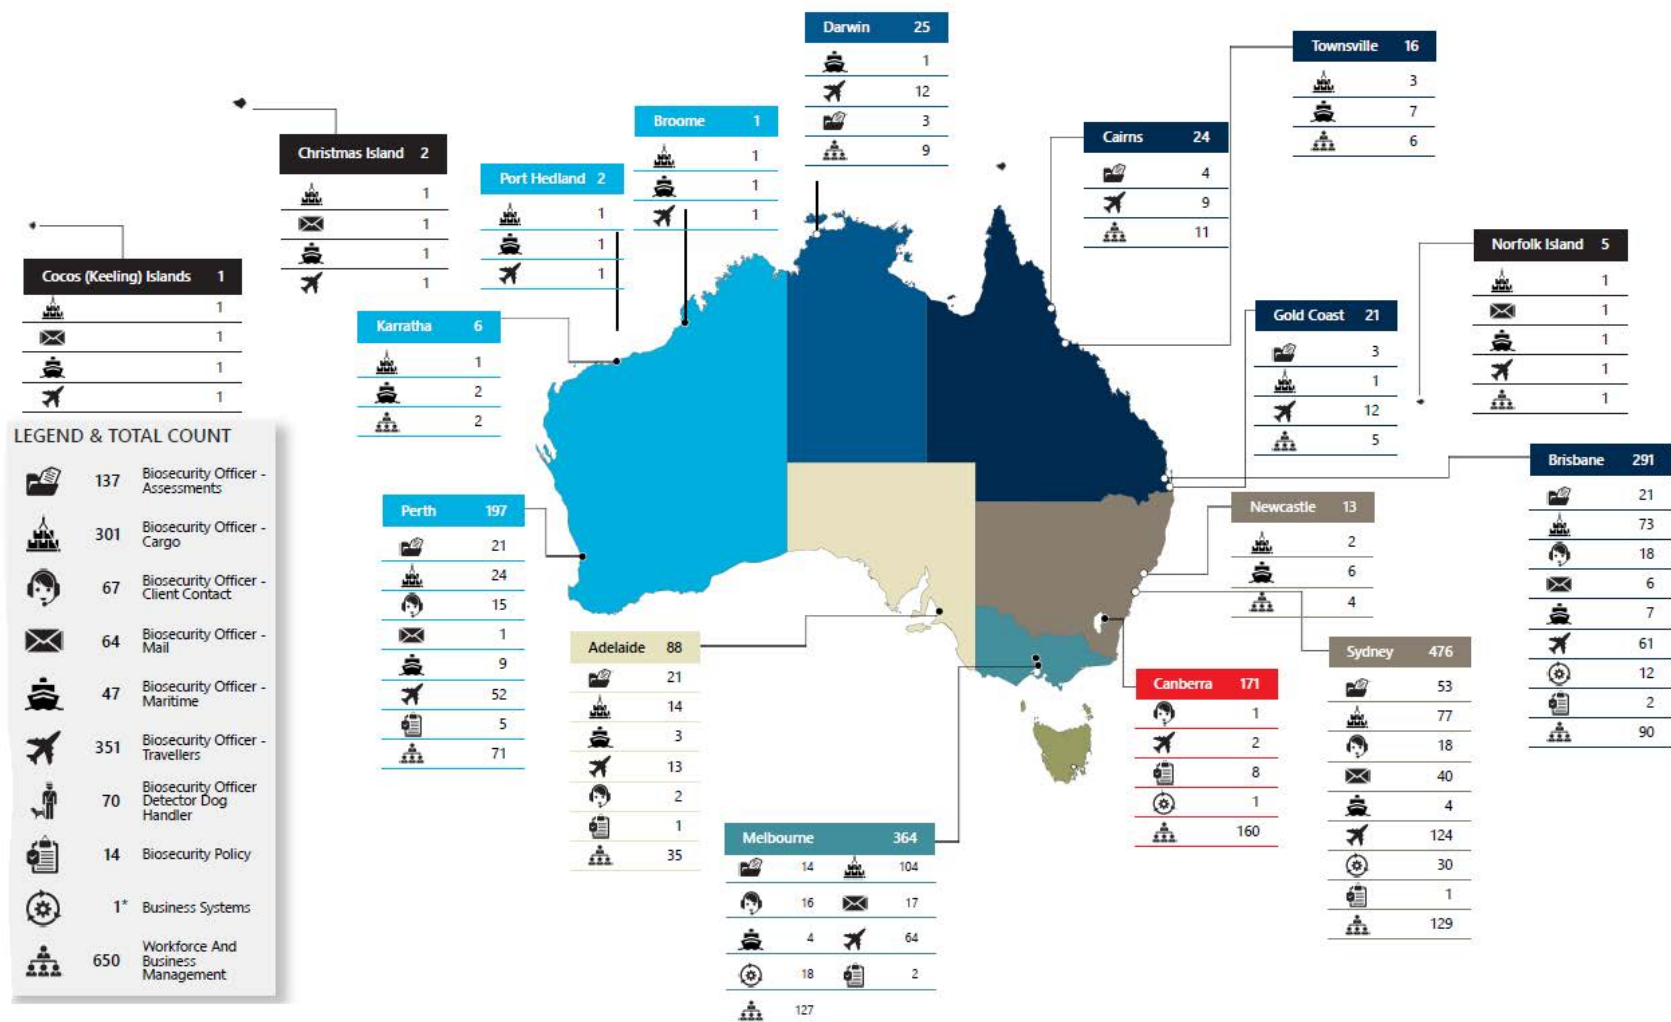 Darwin 25
1
12
3
9
Townsville 16
3
7
6
Broome 1
1
1
1
Cairns 24
4
9
11
Christmas Island 2
1
1
1
1
Port Hedland 2
1
1
1
Norfolk Island 5
1
1
1
1
1
Cocos (Keeling) Islands 1
1
1
1
1
Karratha 6
1
2
2
Gold Coast 21
3
1
12
5
LEGEND & TOTAL COUNT
137 Biosecurity Officer -
Assessments
301 Biosecurity Officer -
Cargo
67 Biosecurity Officer -
Client Contact
64 Biosecurity Officer -
Mail
47 Biosecurity Officer -
Maritime
351 Biosecurity Officer -
Travellers
70 Biosecurity Officer
Detector Dog
Handler
14 Biosecurity Policy
1* Business Systems
650 Workforce And
Business
Management
Brisbane 291
21
73
18
6
7
61
12
2
90
Perth 197
21
24
15
1
9
52
5
71
Newcastle 13
2
6
4
Adelaide 88
21
14
3
13
2
1
35
Sydney 476
53
77
18
40
4
124
30
1
129
Canberra 171
1
2
8
1
160
Melbourne 364
14 104
16 17
4 64
18 2
127